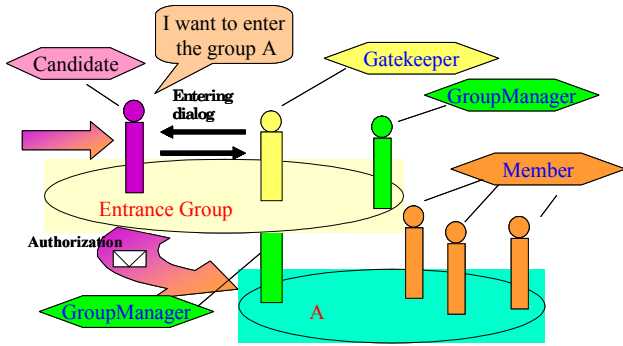 I want to enter
the group A
Candidate
Gatekeeper
Entering
dialog
GroupManager
Member
Entrance Group
Authorization
GroupManager
A